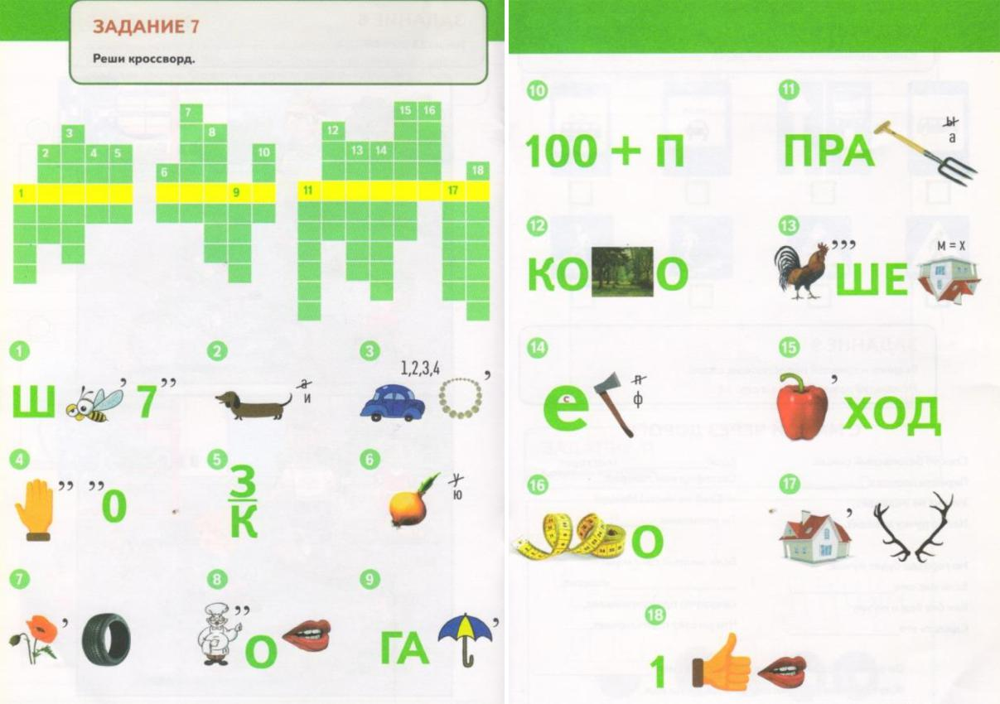 ЗАДАНИЕ 7
Реши кроссворд.
7
15 16
3
8
12
2
4 5
10
13 14
6
18
1
9
11
17
1
Ш
,
7
,,
2
а
и
3
1,2,3,4
,
4
,,
,,
О
5
З
К
6
у
ю
7
,
8
,,
О
9
ГА
,
10
100 + П
11
ПРА
ы
а
12
КО
О
13
,,,
ШЕ
м = х
14
е
с
п
ф
15
,
ХОД
16
О
17
,
18
1